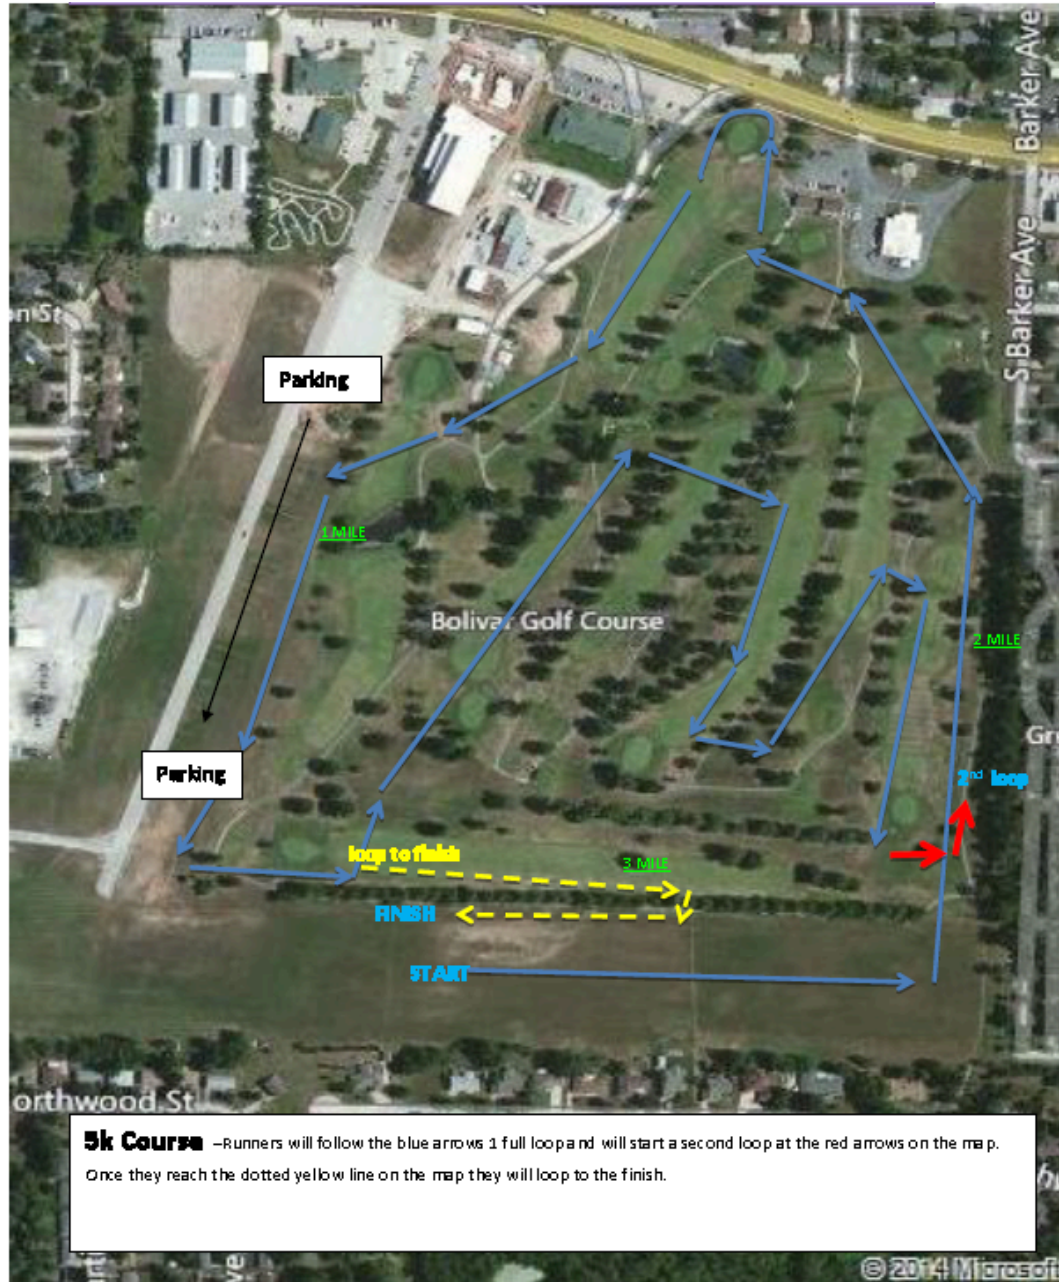 Barker Ave
S Barker Ave
n St
Parking
1 MILE
Bolivar Golf Course
2 MILE
Gr
Parking
2nd loop
loop to finish
3 MILE
FINISH
START
orthwood St
5k Course –Runners will follow the blue arrows 1 full loop and will start a second loop at the red arrows on the map.
Once they reach the dotted yellow line on the map they will loop to the finish.
ve
© 2014 Microsof